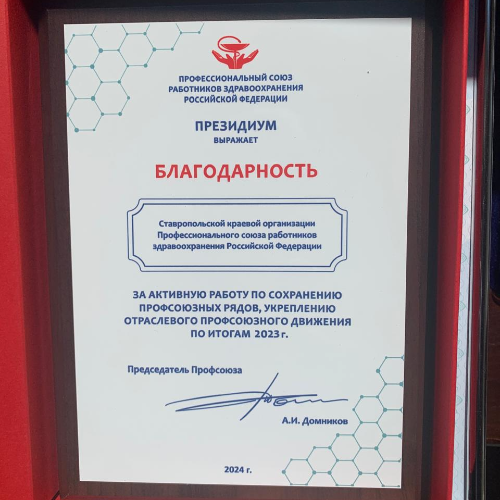 ПРОФЕССИОНАЛЬНЫЙ СОЮЗ
РАБОТНИКОВ ЗДРАВООХРАНЕНИЯ
РОССИЙСКОЙ ФЕДЕРАЦИИ
ПРЕЗИДИУМ
ВЫРАЖАЕТ
БЛАГОДАРНОСТЬ
Ставропольской краевой организации
Профессионального союза работников
здравоохранения Российской Федерации
ЗА АКТИВНУЮ РАБОТУ ПО СОХРАНЕНИЮ
ПРОФСОЮЗНЫХ РЯДОВ, УКРЕПЛЕНИЮ
ОТРАСЛЕВОГО ПРОФСОЮЗНОГО ДВИЖЕНИЯ
ПО ИТОГАМ 2023 г.
Председатель Профсоюза
А.И. Домников
2024 г.